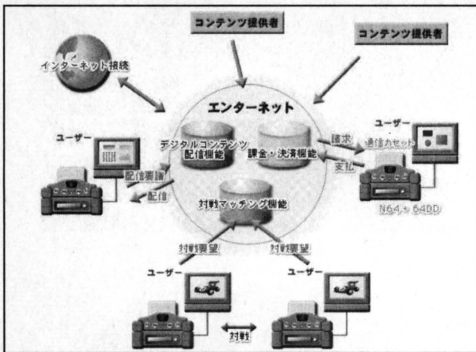 コンテンツ提供者
コンテンツ提供者
インターネット接続
エンターネット
ユーザー
デジタルコンテンツ
配信機能
課金・決済機能
請求
ユーザー
通信カセット
支払
配信要請
配信
N64+64DD
対戦マッチング機能
対戦要望
対戦要望
ユーザー
ユーザー
対戦